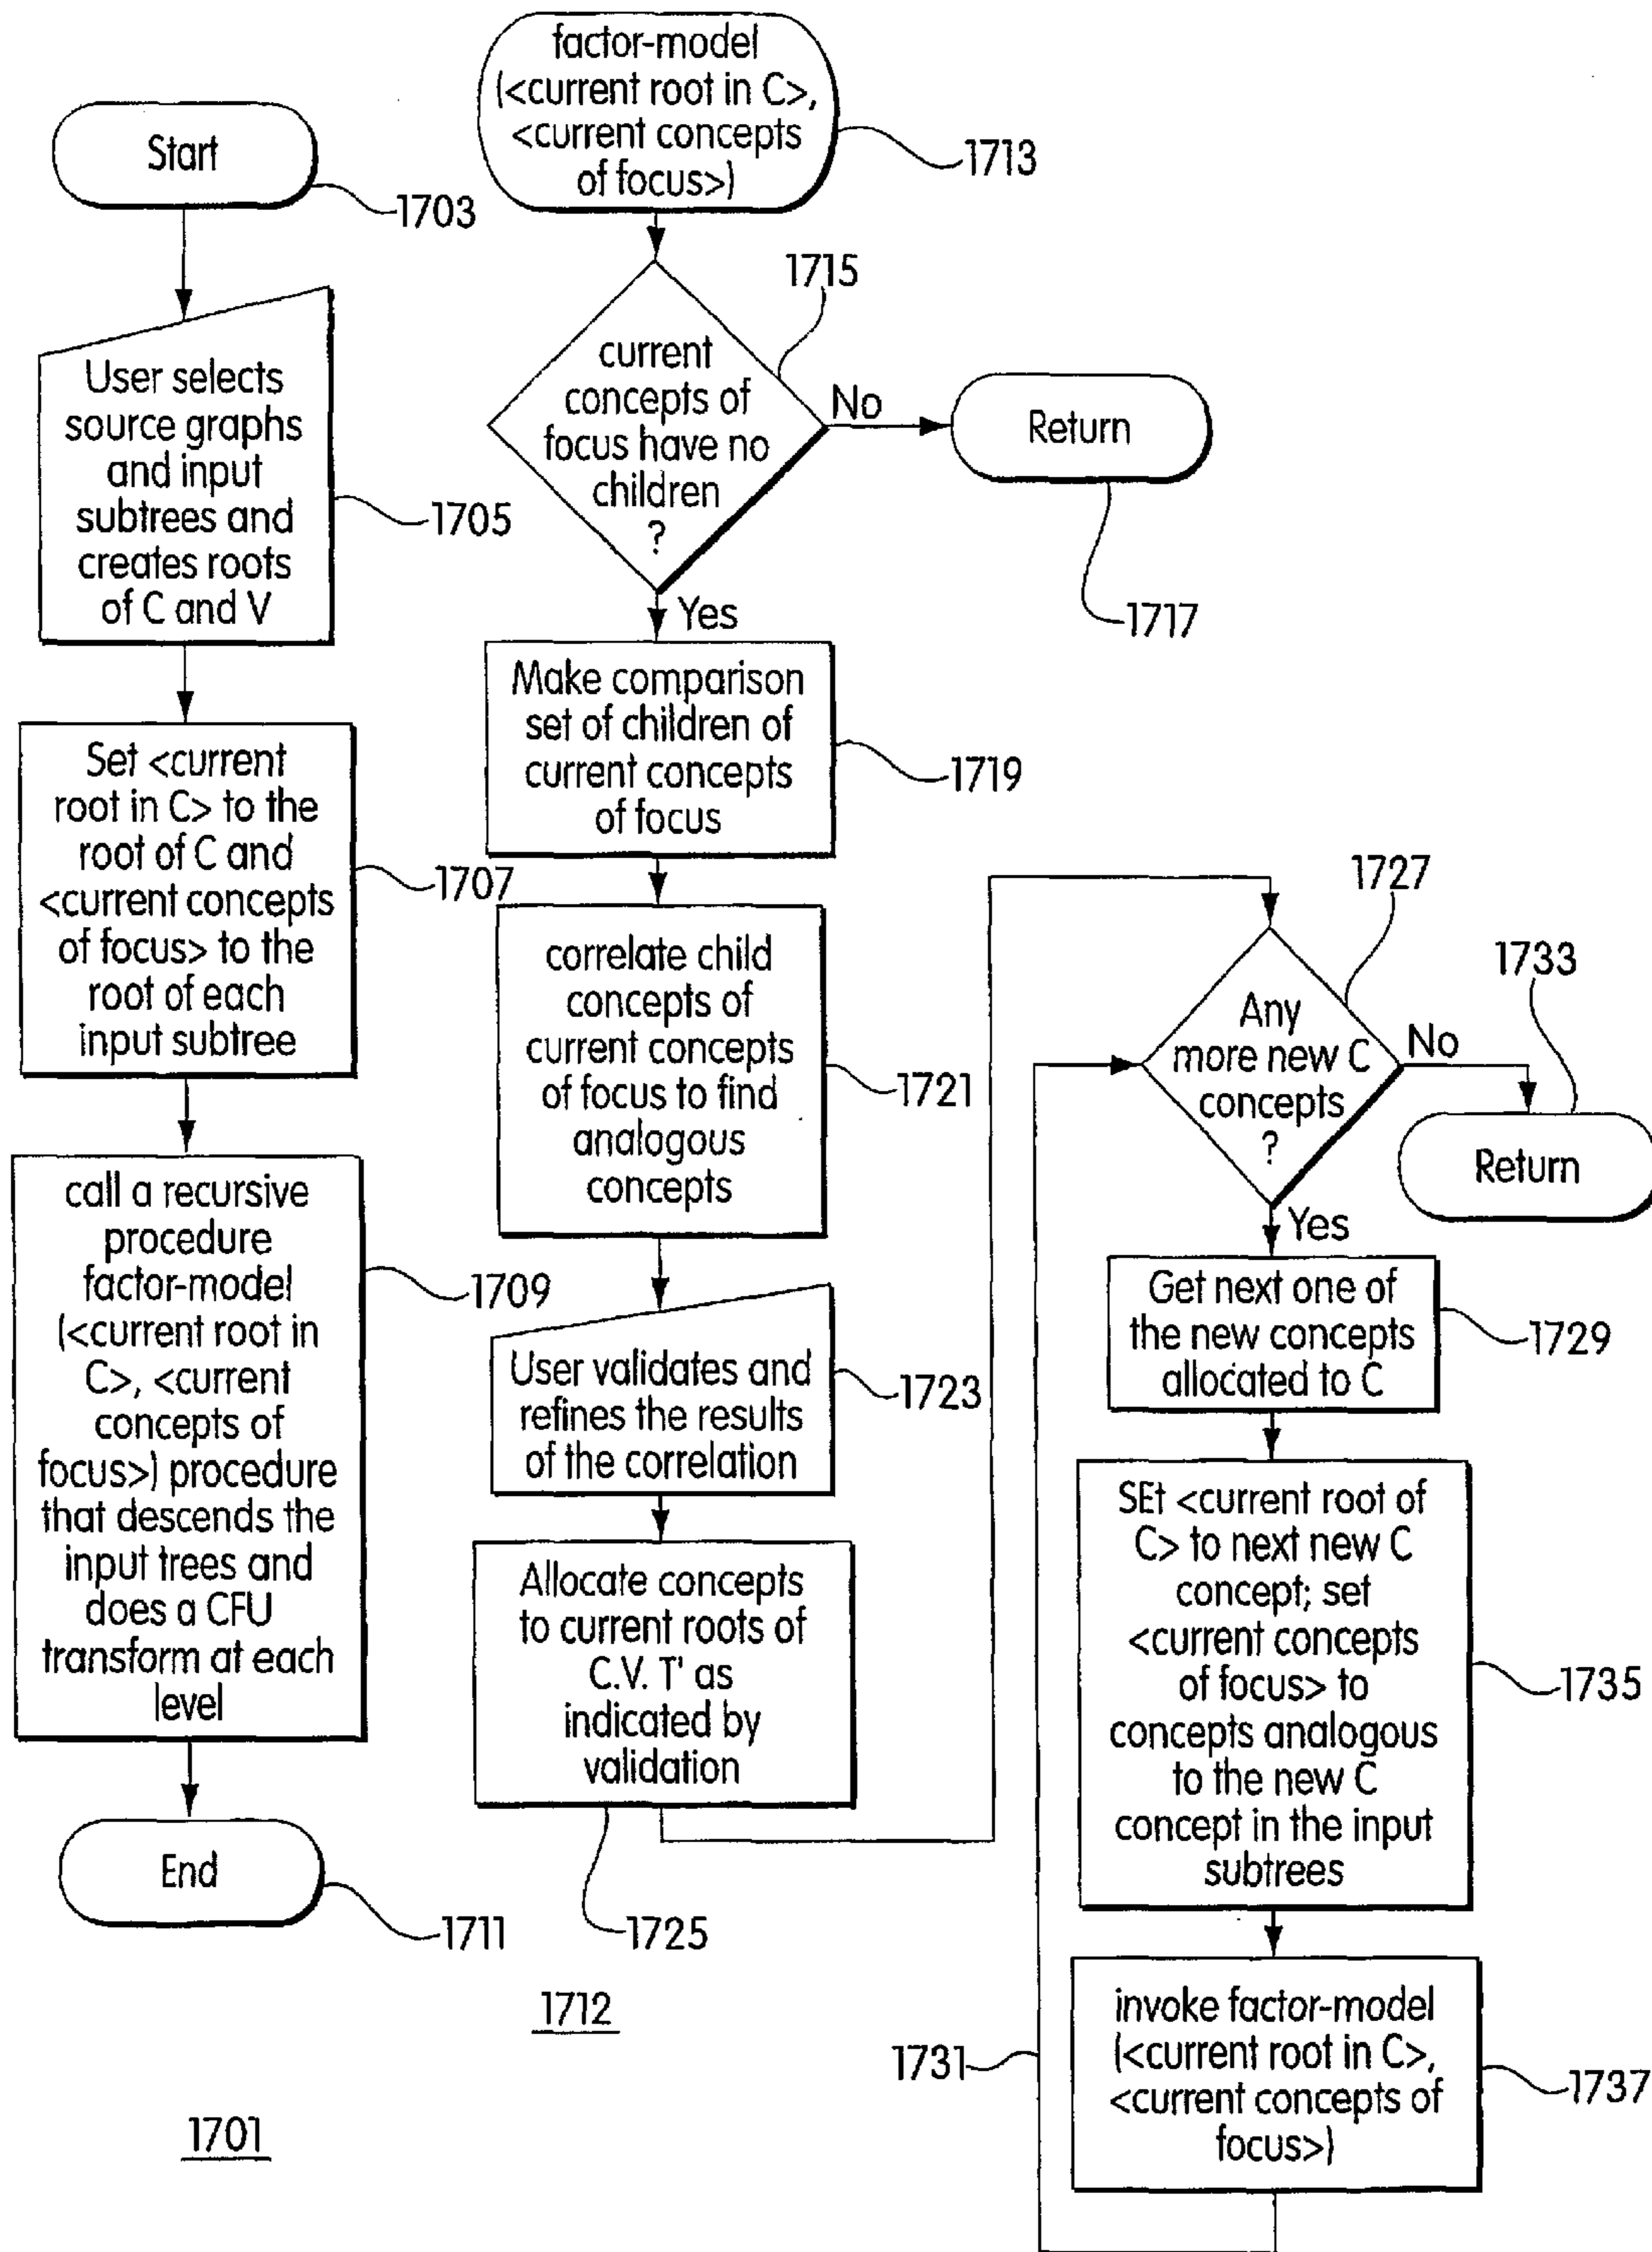 Start
1703
User selects
source graphs
and input
subtrees and
creates roots
of C and V
1705
Set <current
root in C> to the
root of C and
<current concepts
of focus> to the
root of each
input subtree
1707
call a recursive
procedure
factor-model
(<current root in
C>, <current
concepts of
focus>) procedure
that descends the
input trees and
does a CFU
transform at each
level
1709
End
1711
1701
factor-model
(<current root in C>,
<current concepts
of focus>)
1713
current
concepts of
focus have no
children
?
1715
No
Return
1717
Yes
Make comparison
set of children of
current concepts
of focus
1719
correlate child
concepts of
current concepts
of focus to find
analogous
concepts
1721
User validates and
refines the results
of the correlation
1723
Allocate concepts
to current roots of
C.V. T' as
indicated by
validation
1725
1712
Any
more new C
concepts
?
1727
No
1733
Return
Yes
Get next one of
the new concepts
allocated to C
1729
SEt <current root of
C> to next new C
concept; set
<current concepts
of focus> to
concepts analogous
to the new C
concept in the input
subtrees
1735
invoke factor-model
(<current root in C>,
<current concepts of
focus>)
1737
1731